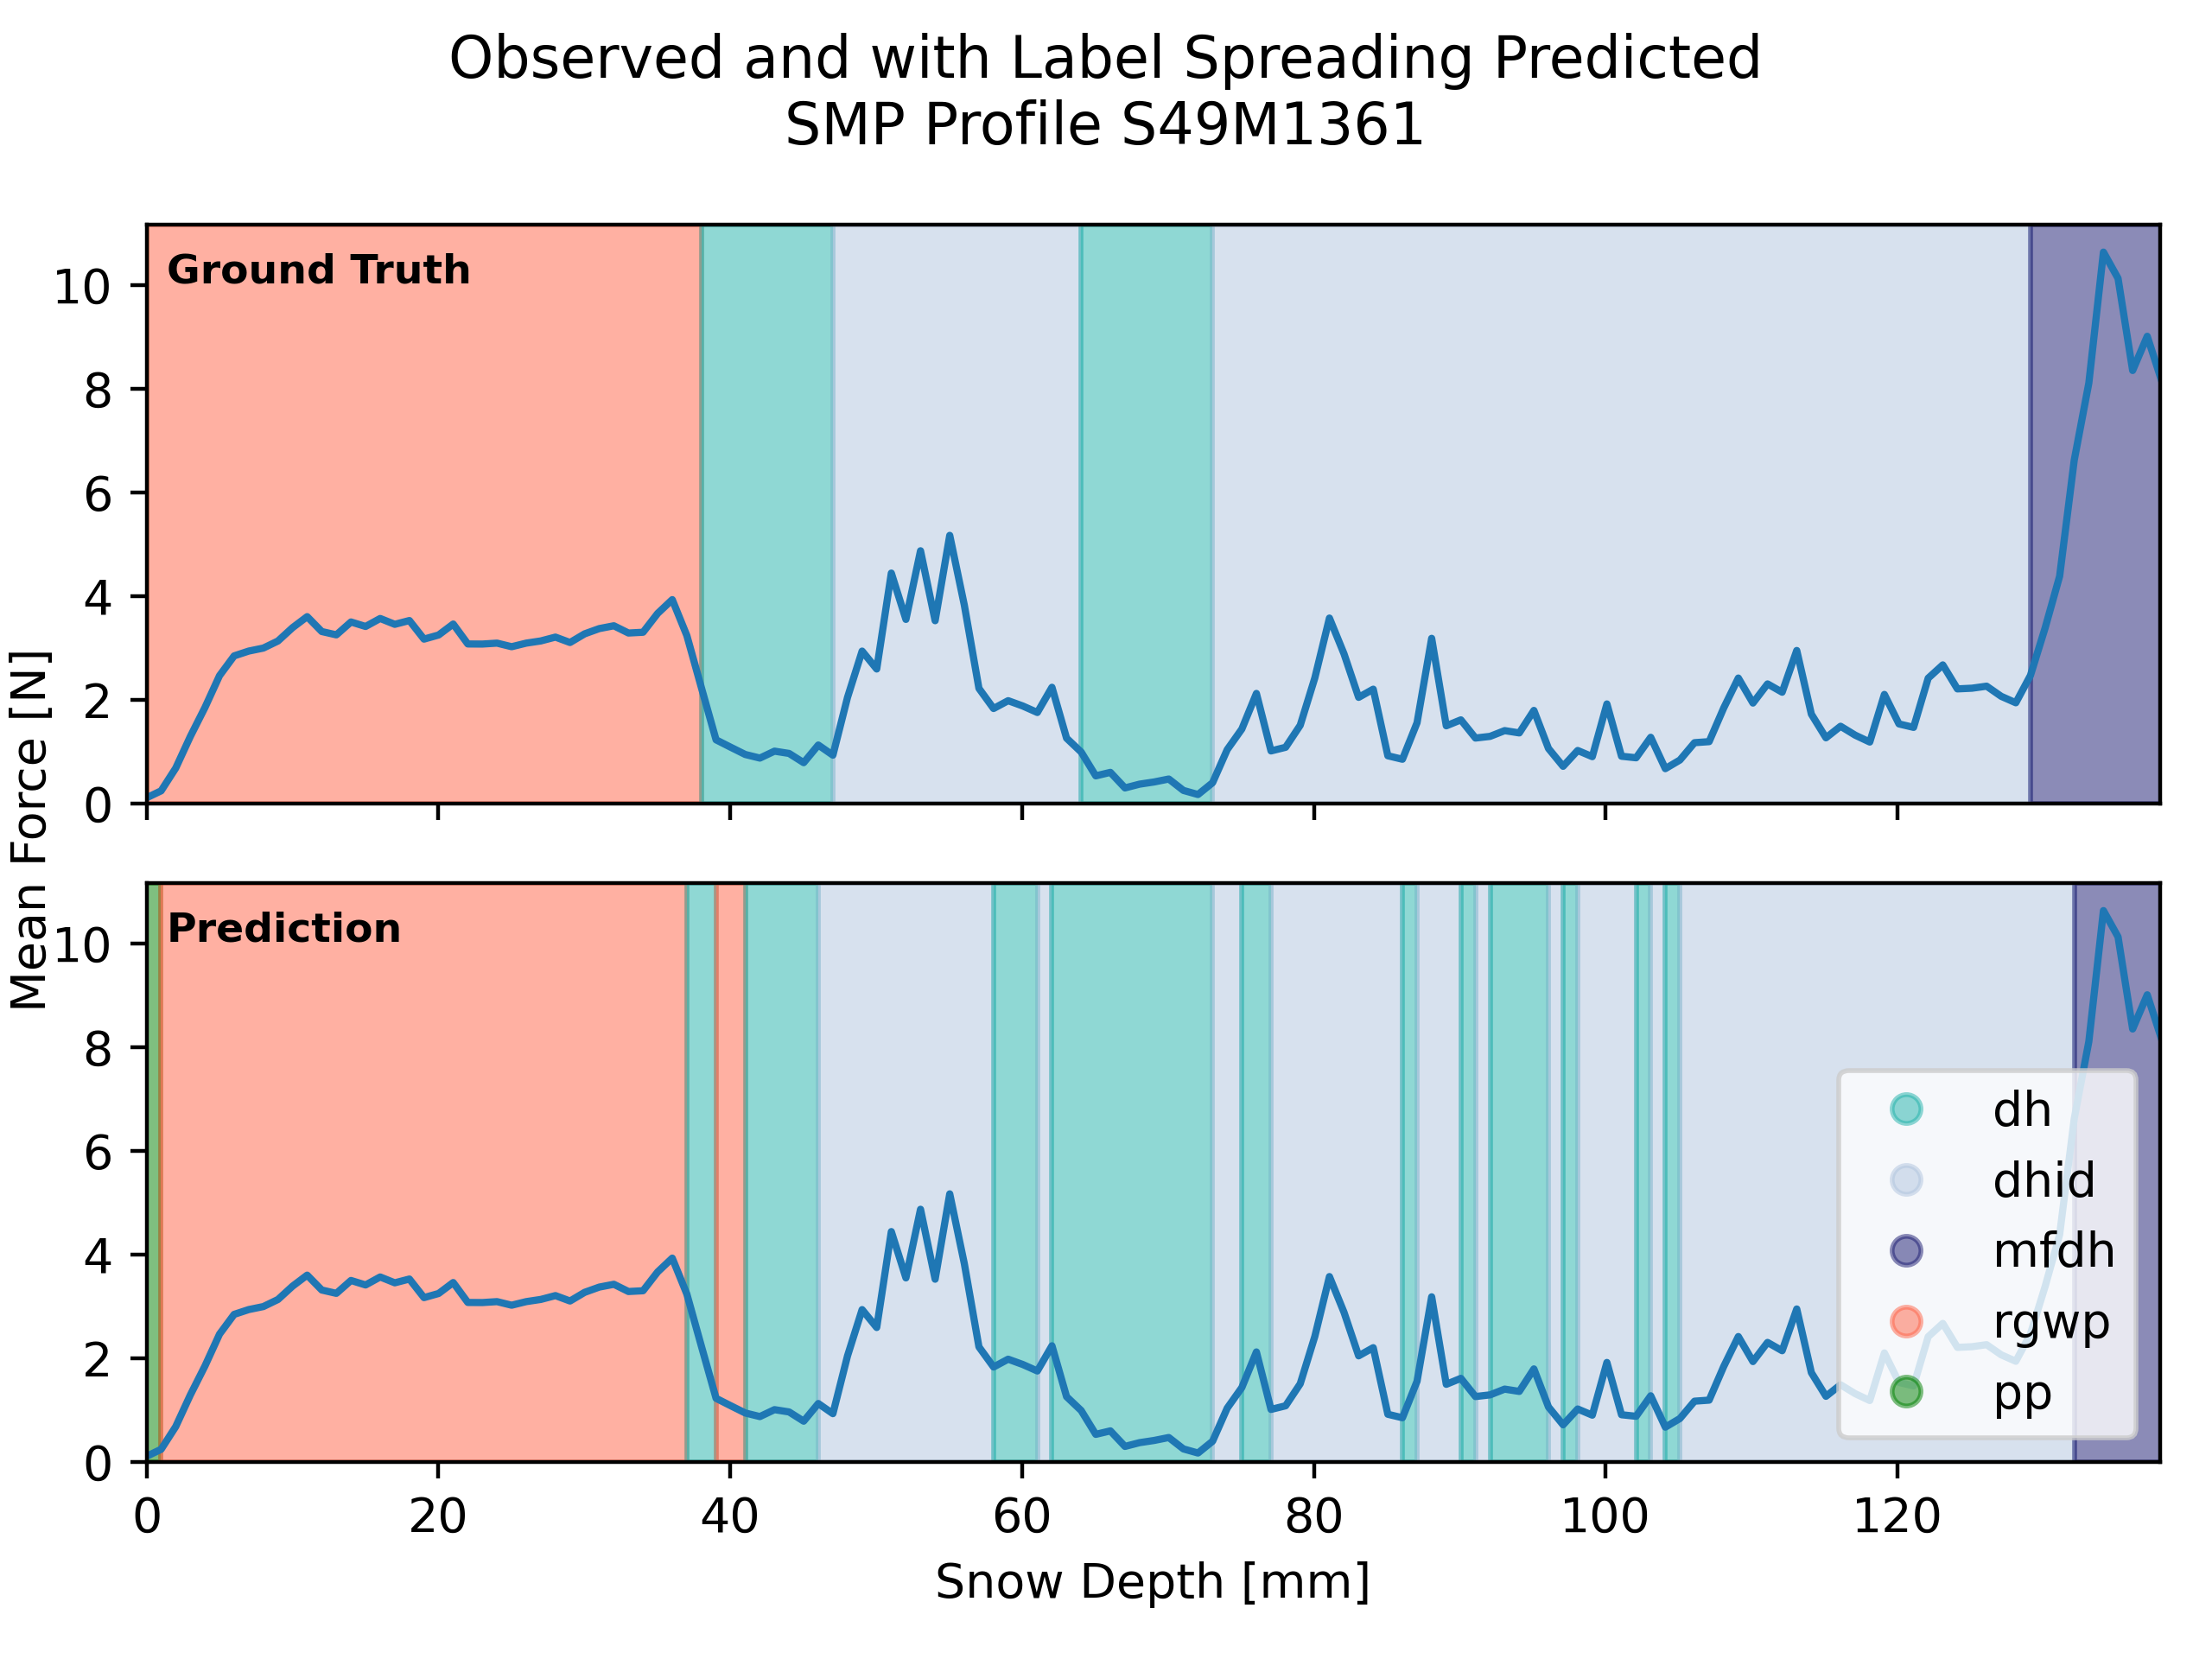 Observed and with Label Spreading Predicted
SMP Profile S49M1361
Ground Truth
10
8
6
4
2
0
Mean Force [N]
Prediction
10
8
6
4
2
0
dh
dhid
mfdh
rgwp
pp
0 20 40 60 80 100 120
Snow Depth [mm]